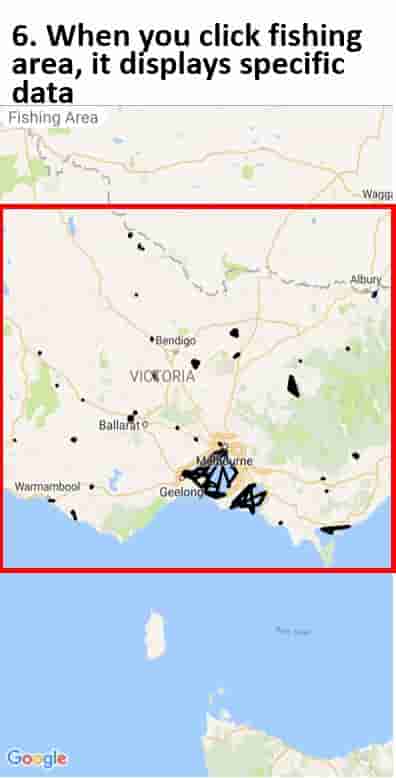 6. When you click fishing
area, it displays specific
data
Fishing Area
Wagga
Albury
Bendigo
VICTORIA
Ballarat
Melbourne
Warrnambool
Geelong
Google